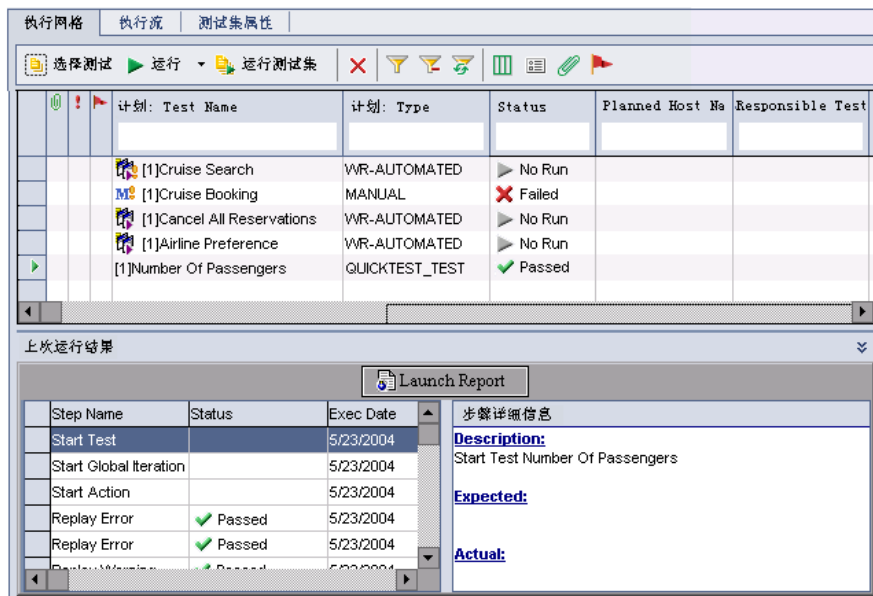 执行网格 执行流 测试集属性
选择测试 运行 运行测试集
计划: Test Name 计划: Type Status Planned Host Na Responsible Test
[1]Cruise Search VVR-AUTOMATED No Run
[1]Cruise Booking MANUAL Failed
[1]Cancel All Reservations VVR-AUTOMATED No Run
[1]Airline Preference VVR-AUTOMATED No Run
[1]Number Of Passengers QUICKTEST_TEST Passed
上次运行结果
Launch Report
Step Name Status Exec Date 步骤详细信息
Start Test 5/23/2004 Description:
Start Test Number Of Passengers
Start Global Iteration 5/23/2004
Start Action 5/23/2004 Expected:
Replay Error Passed 5/23/2004
Replay Error Passed 5/23/2004
Actual: